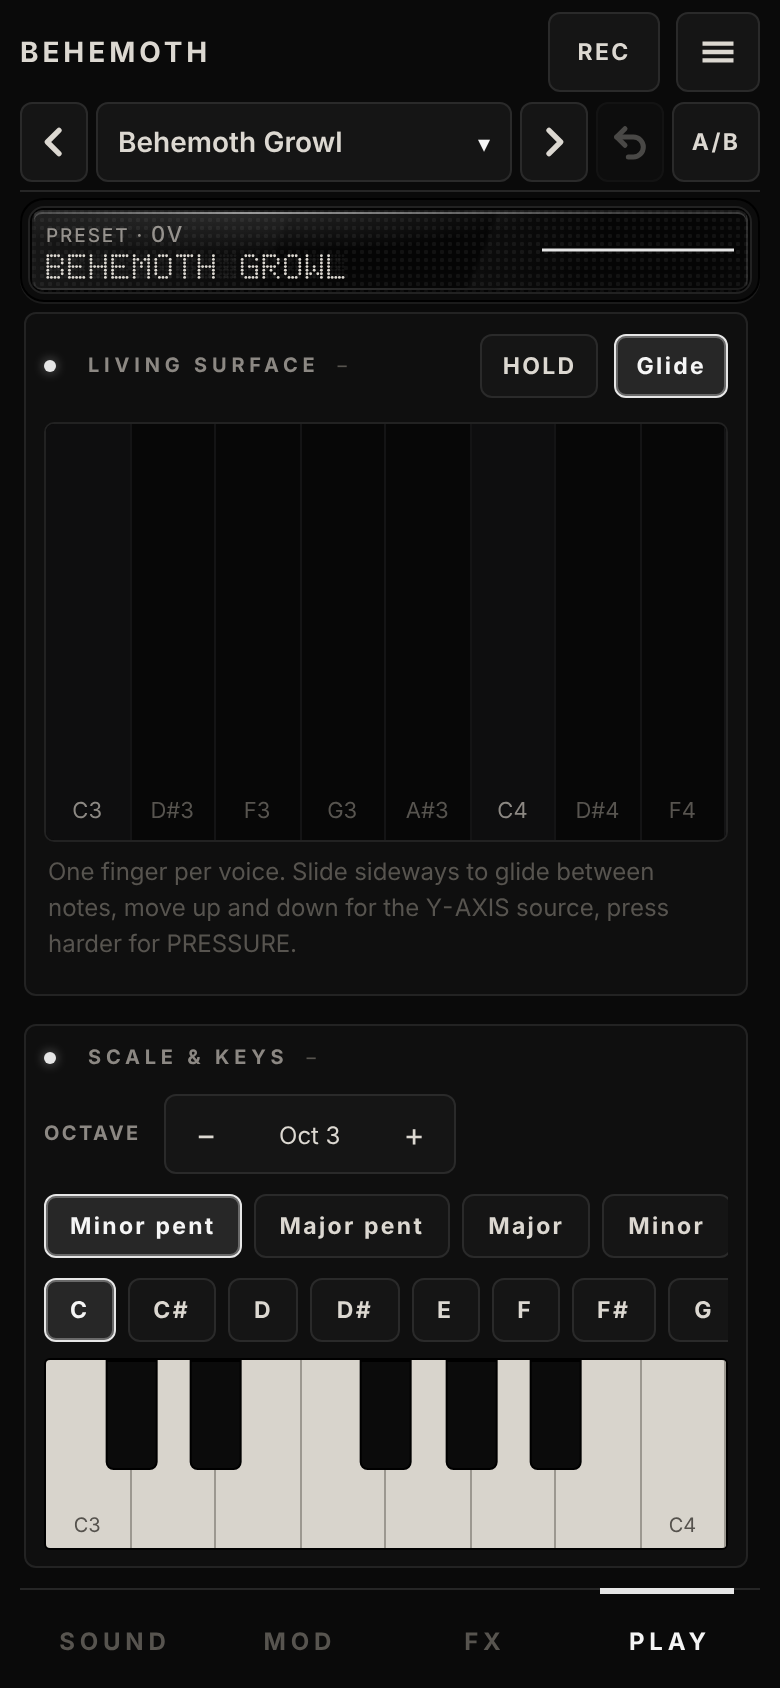 BEHEMOTH
REC
Behemoth Growl ▼
A/B
PRESET · 0V
BEHEMOTH GROWL
LIVING SURFACE –
HOLD
Glide
C3 D#3 F3 G3 A#3 C4 D#4 F4
One finger per voice. Slide sideways to glide between
notes, move up and down for the Y-AXIS source, press
harder for PRESSURE.
SCALE & KEYS –
OCTAVE − Oct 3 +
Minor pent Major pent Major Minor
C C# D D# E F F# G
C3 C4
SOUND MOD FX PLAY